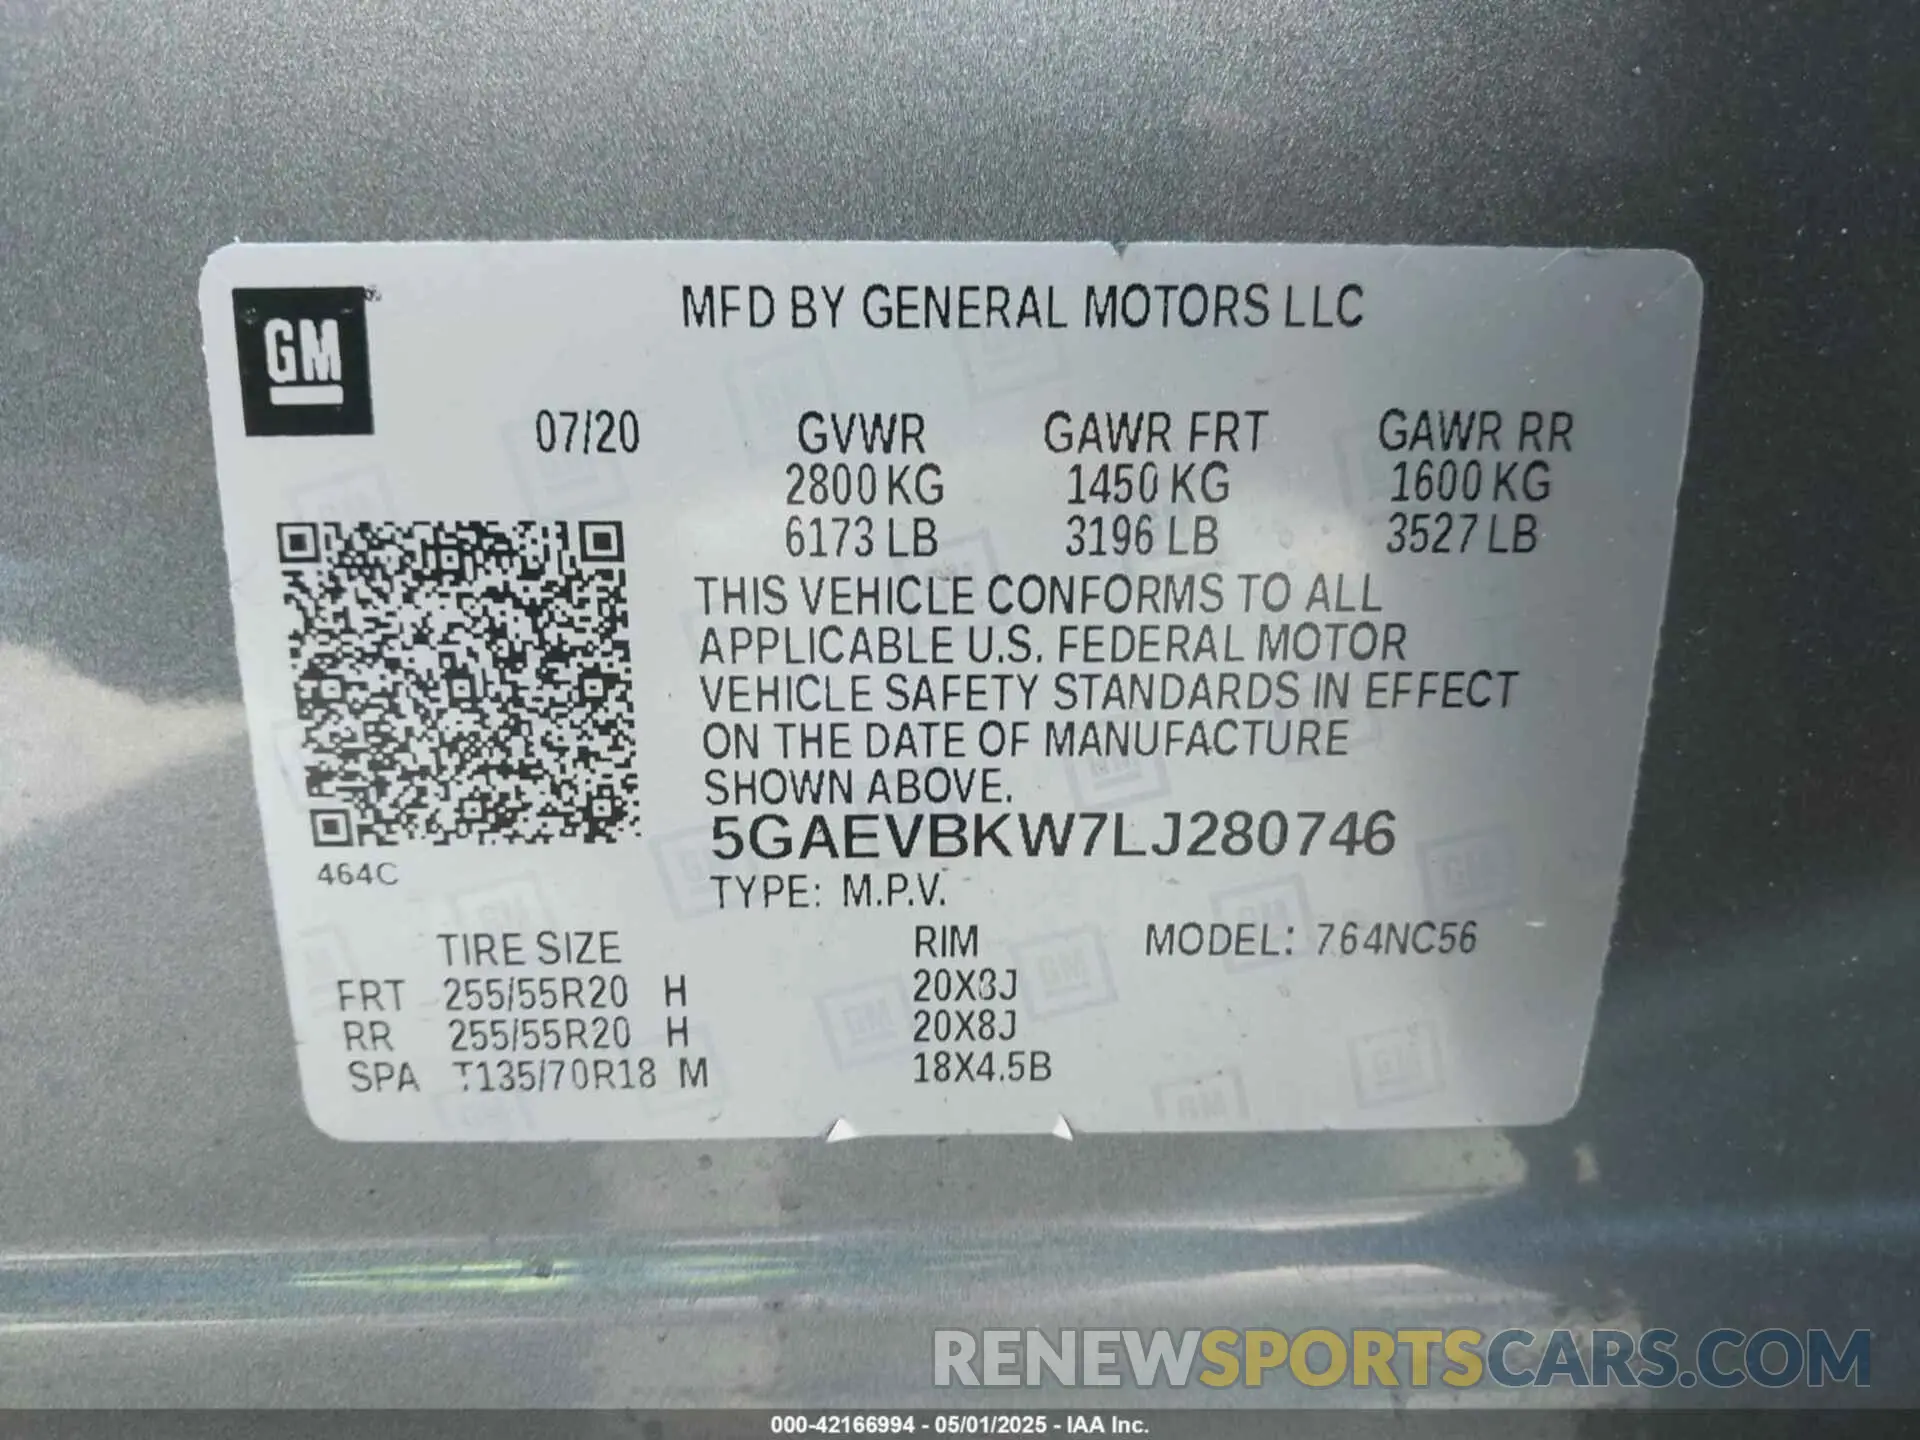 GM
MFD BY GENERAL MOTORS LLC
07/20 GVWR GAWR FRT GAWR RR
2800 KG 1450 KG 1600 KG
6173 LB 3196 LB 3527 LB
THIS VEHICLE CONFORMS TO ALL
APPLICABLE U.S. FEDERAL MOTOR
VEHICLE SAFETY STANDARDS IN EFFECT
ON THE DATE OF MANUFACTURE
SHOWN ABOVE.
5GAEVBKW7LJ280746
464C
TYPE: M.P.V.
TIRE SIZE RIM MODEL: 764NC56
FRT 255/55R20 H 20X8J
RR 255/55R20 H 20X8J
SPA T135/70R18 M 18X4.5B
RENEWSPORTSCARS.COM
000-42166994 - 05/01/2025 - IAA Inc.